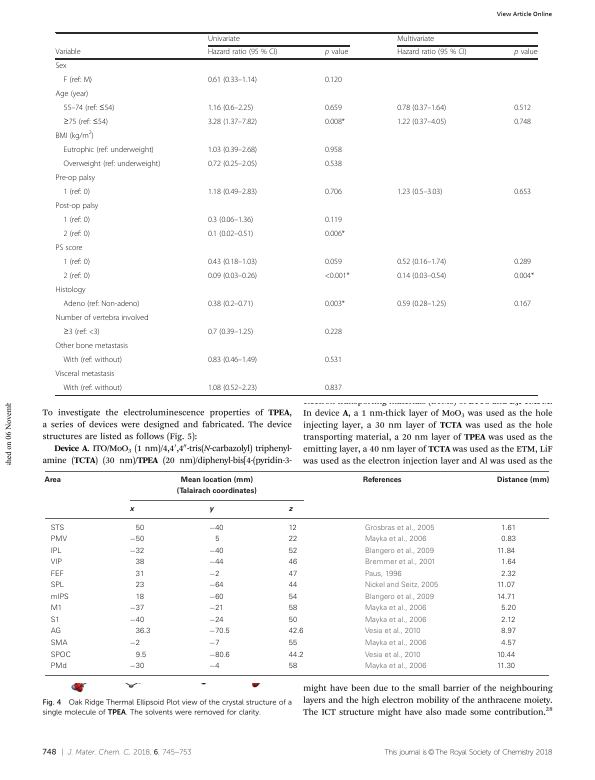 View Article Online
Univariate Multivariate
Variable Hazard ratio (95 % CI) p value Hazard ratio (95 % CI) p value
Sex
F (ref: M) 0.61 (0.33–1.14) 0.120
Age (year)
55–74 (ref: ≤54) 1.16 (0.6–2.25) 0.659 0.78 (0.37–1.64) 0.512
≥75 (ref: ≤54) 3.28 (1.37–7.82) 0.008* 1.22 (0.37–4.05) 0.748
BMI (kg/m²)
Eutrophic (ref: underweight) 1.03 (0.39–2.68) 0.958
Overweight (ref: underweight) 0.72 (0.25–2.05) 0.538
Pre-op palsy
1 (ref: 0) 1.18 (0.49–2.83) 0.706 1.23 (0.5–3.03) 0.653
Post-op palsy
1 (ref: 0) 0.3 (0.06–1.36) 0.119
2 (ref: 0) 0.1 (0.02–0.51) 0.006*
PS score
1 (ref: 0) 0.43 (0.18–1.03) 0.059 0.52 (0.16–1.74) 0.289
2 (ref: 0) 0.09 (0.03–0.26) <0.001* 0.14 (0.03–0.54) 0.004*
Histology
Adeno (ref: Non-adeno) 0.38 (0.2–0.71) 0.003* 0.59 (0.28–1.25) 0.167
Number of vertebra involved
≥3 (ref: <3) 0.7 (0.39–1.25) 0.228
Other bone metastasis
With (ref: without) 0.83 (0.46–1.49) 0.531
Visceral metastasis
With (ref: without) 1.08 (0.52–2.23) 0.837
on 06
To investigate the electroluminescence properties of TPEA,
a series of devices were designed and fabricated. The device
structures are listed as follows (Fig. 5):
Device A. ITO/MoO₃ (1 nm)/4,4′,4″-tris(N-carbazolyl) triphenyl-
amine (TCTA) (30 nm)/TPEA (20 nm)/diphenyl-bis[4-(pyridin-3-
In device A, a 1 nm-thick layer of MoO₃ was used as the hole
injecting layer, a 30 nm layer of TCTA was used as the hole
transporting material, a 20 nm layer of TPEA was used as the
emitting layer, a 40 nm layer of TCTA was used as the ETM, LiF
was used as the electron injection layer and Al was used as the
Area Mean location (mm) References Distance (mm)
(Talairach coordinates)
x y z
STS 50 −40 12 Grosbras et al., 2005 1.61
PMV −50 5 22 Mayka et al., 2006 0.83
IPL −32 −40 52 Blangero et al., 2009 11.84
VIP 38 −44 46 Bremmer et al., 2001 1.64
FEF 31 −2 47 Paus, 1996 2.32
SPL 23 −64 44 Nickel and Seitz, 2005 11.07
mIPS 18 −60 54 Blangero et al., 2009 14.71
M1 −37 −21 58 Mayka et al., 2006 5.20
S1 −40 −24 50 Mayka et al., 2006 2.12
AG 36.3 −70.5 42.6 Vesia et al., 2010 8.97
SMA −2 −7 55 Mayka et al., 2006 4.57
SPOC 9.5 −80.6 44.2 Vesia et al., 2010 10.44
PMd −30 −4 58 Mayka et al., 2006 11.30
Fig. 4 Oak Ridge Thermal Ellipsoid Plot view of the crystal structure of a
single molecule of TPEA. The solvents were removed for clarity.
might have been due to the small barrier of the neighbouring
layers and the high electron mobility of the anthracene moiety.
The ICT structure might have also made some contribution.²⁸
748 | J. Mater. Chem. C, 2018, 6, 745–753 This journal is © The Royal Society of Chemistry 2018